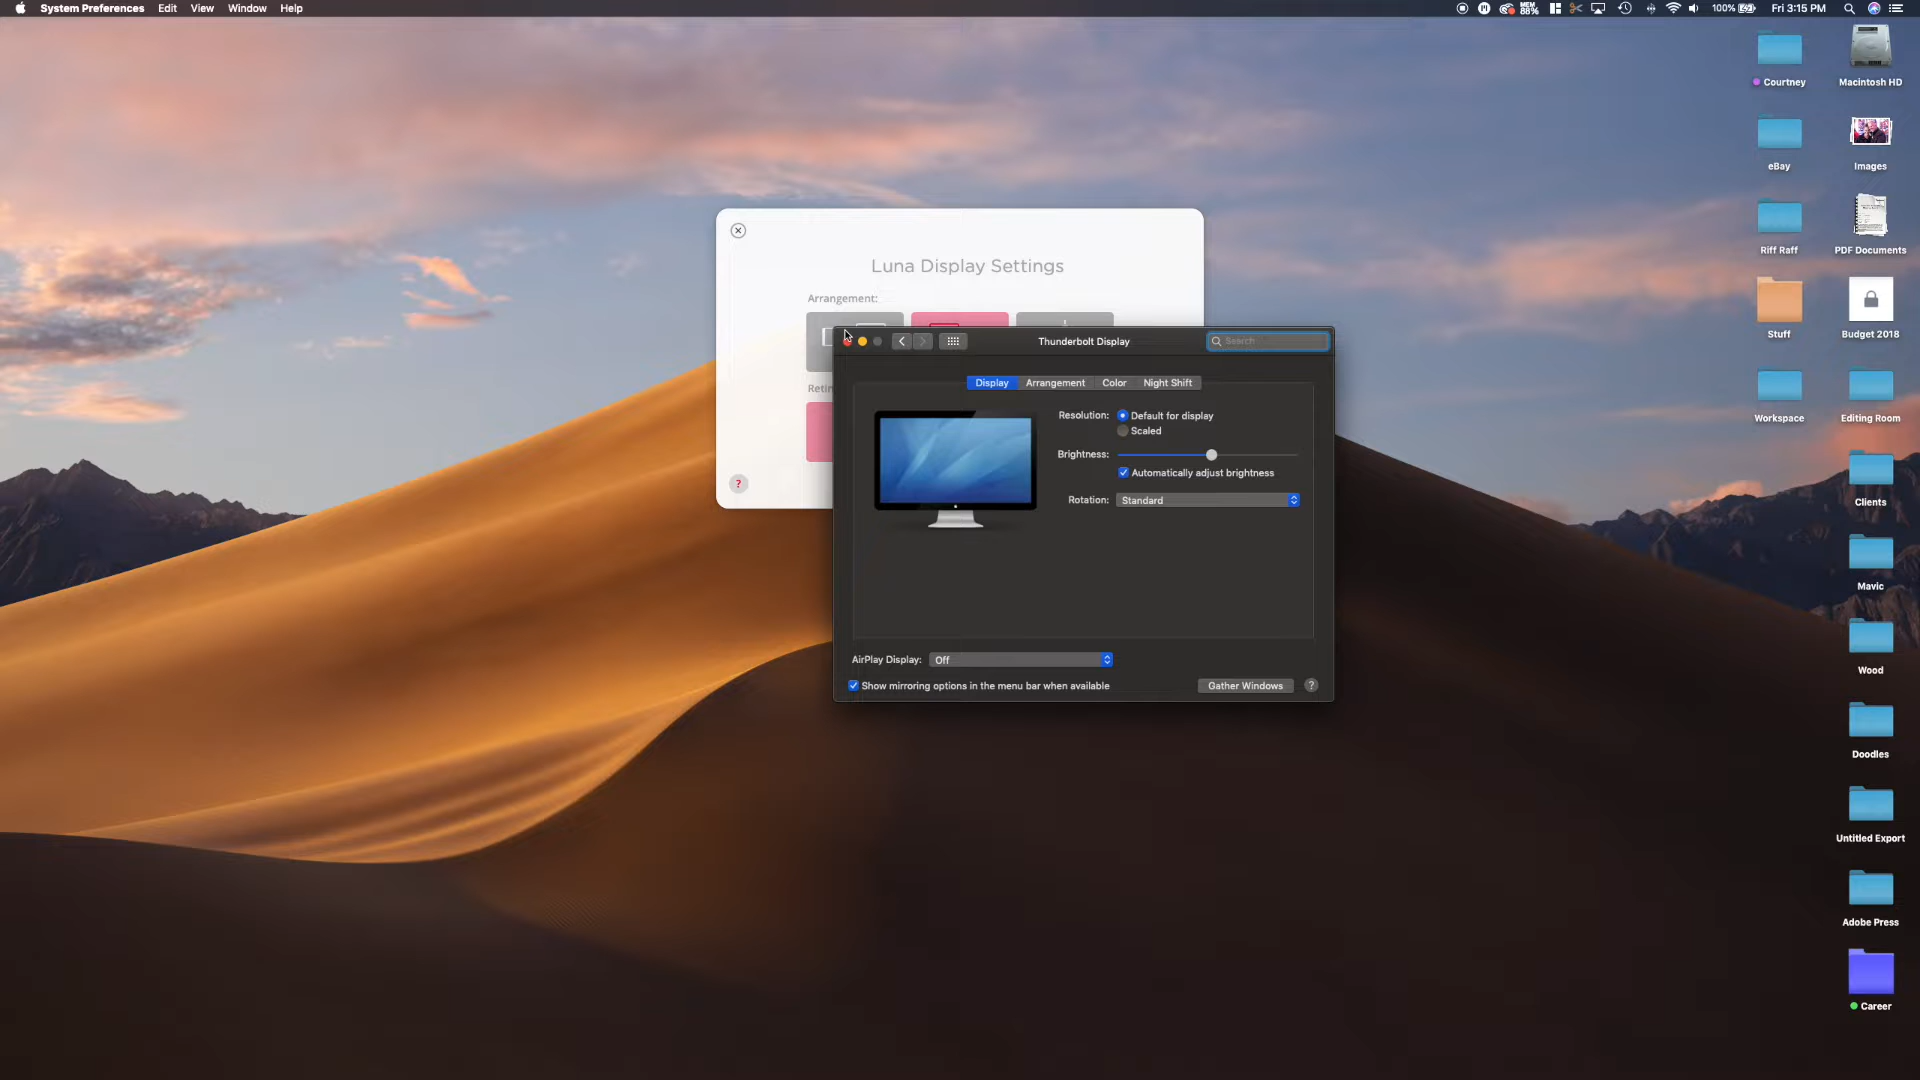 System Preferences Edit View Window Help
MEM 88% 100% Fri 3:15 PM
Courtney
Macintosh HD
eBay
Images
Riff Raff
PDF Documents
Stuff
Budget 2018
Workspace
Editing Room
Clients
Mavic
Wood
Doodles
Untitled Export
Adobe Press
Career
Luna Display Settings
Arrangement:
?
Thunderbolt Display
Search
Display Arrangement Color Night Shift
Resolution: Default for display
Scaled
Brightness:
Automatically adjust brightness
Rotation: Standard
AirPlay Display: Off
Show mirroring options in the menu bar when available
Gather Windows ?